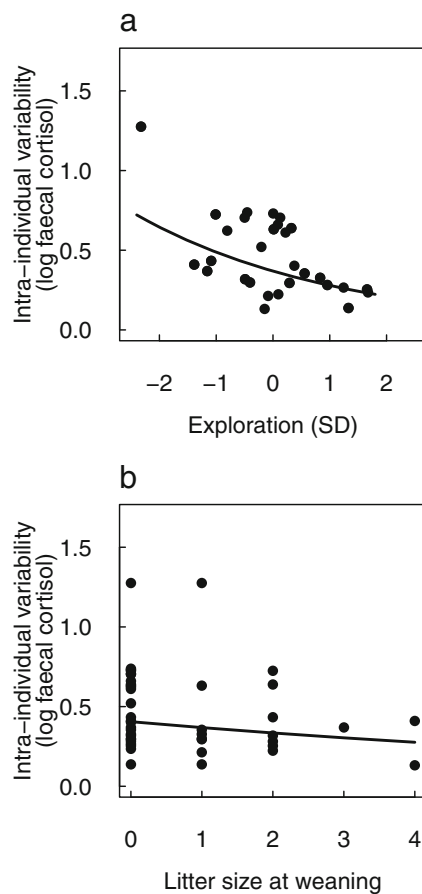 a
Intra−individual variability
(log faecal cortisol)
1.5
1.0
0.5
0.0
−2 −1 0 1 2
Exploration (SD)
b
Intra−individual variability
(log faecal cortisol)
1.5
1.0
0.5
0.0
0 1 2 3 4
Litter size at weaning